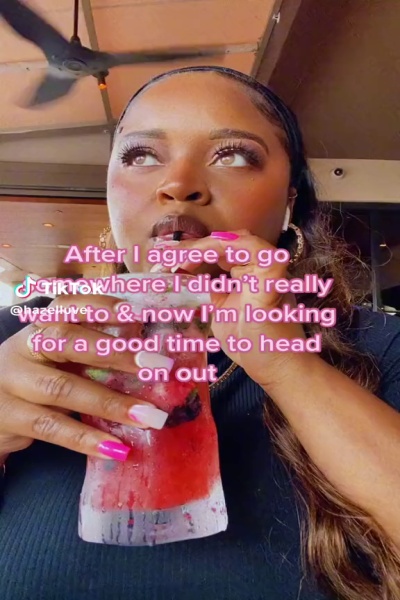 After I agree to go
somewhere I didn't really
TikTok
want to & now I'm looking
@hazelluve
for a good time to head
on out